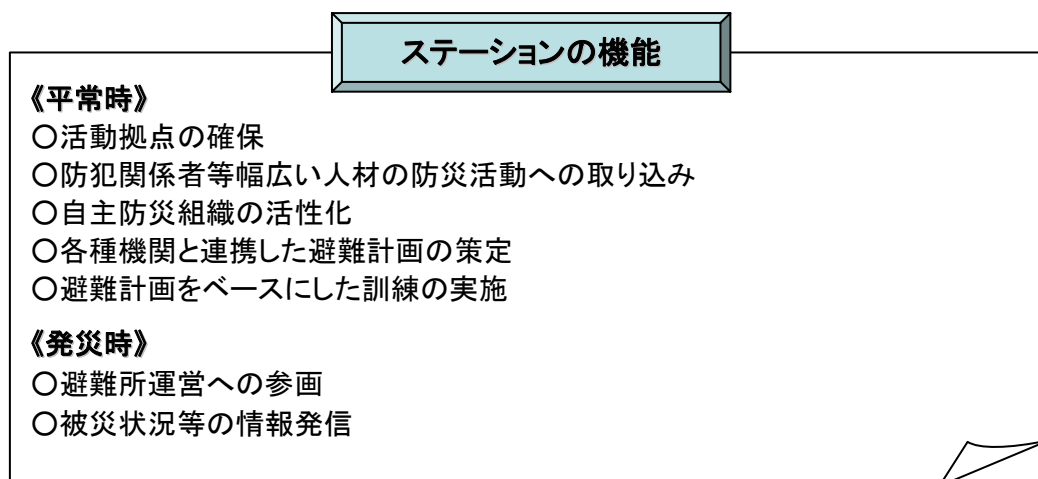 ステーションの機能
《平常時》
○活動拠点の確保
○防犯関係者等幅広い人材の防災活動への取り込み
○自主防災組織の活性化
○各種機関と連携した避難計画の策定
○避難計画をベースにした訓練の実施
《発災時》
○避難所運営への参画
○被災状況等の情報発信